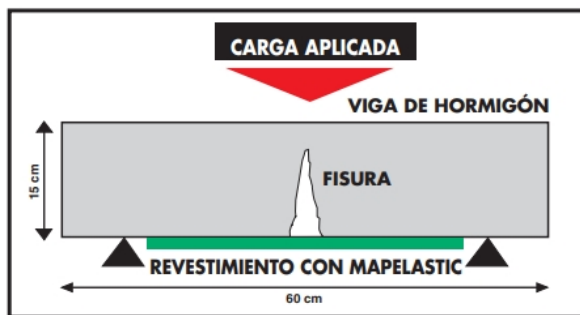 CARGA APLICADA
VIGA DE HORMIGÓN
15 cm
FISURA
REVESTIMIENTO CON MAPELASTIC
60 cm